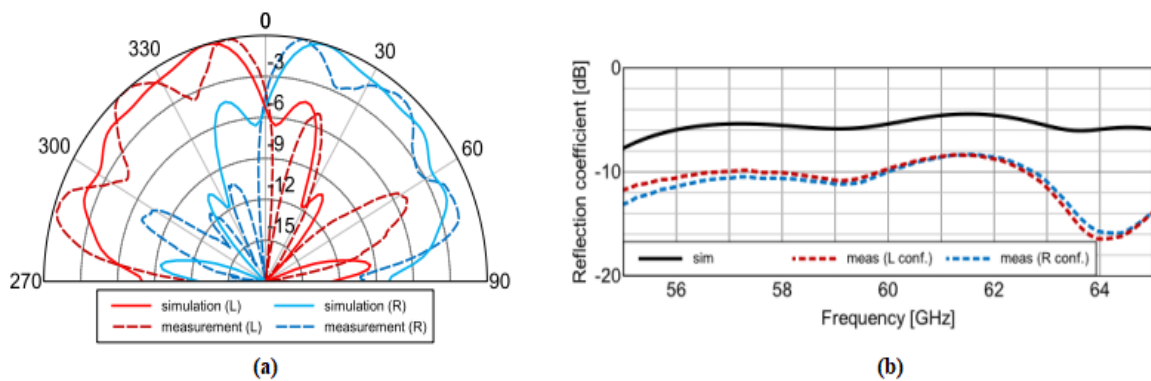 0
330
30
-3
-6
300
-9
60
12
-15
270
90
simulation (L)
simulation (R)
measurement (L)
measurement (R)
(a)
Reflection coefficient [dB]
0
-10
-20
sim
meas (L conf.)
meas (R conf.)
56
58
60
62
64
Frequency [GHz]
(b)